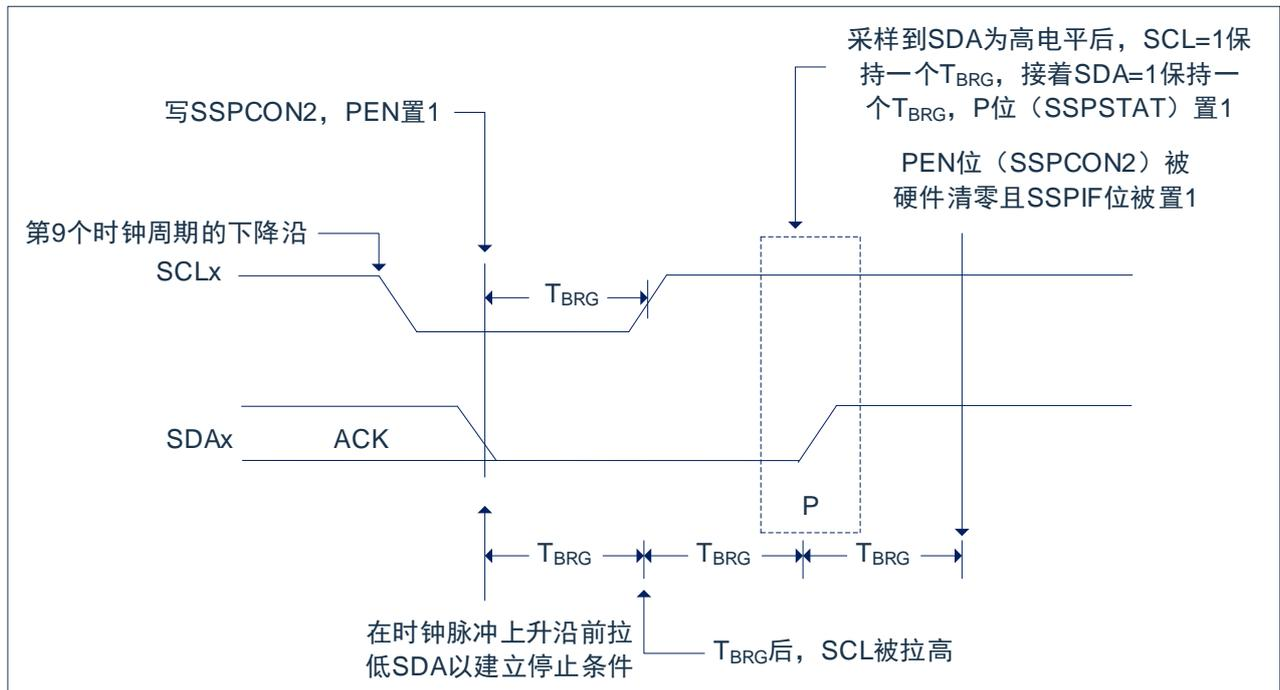 采样到SDA为高电平后，SCL=1保
持一个TBRG，接着SDA=1保持一
个TBRG，P位（SSPSTAT）置1
写SSPCON2，PEN置1
PEN位（SSPCON2）被
硬件清零且SSPIF位被置1
第9个时钟周期的下降沿
SCLx
TBRG
SDAx
ACK
P
TBRG
TBRG
TBRG
在时钟脉冲上升沿前拉
低SDA以建立停止条件
TBRG后，SCL被拉高